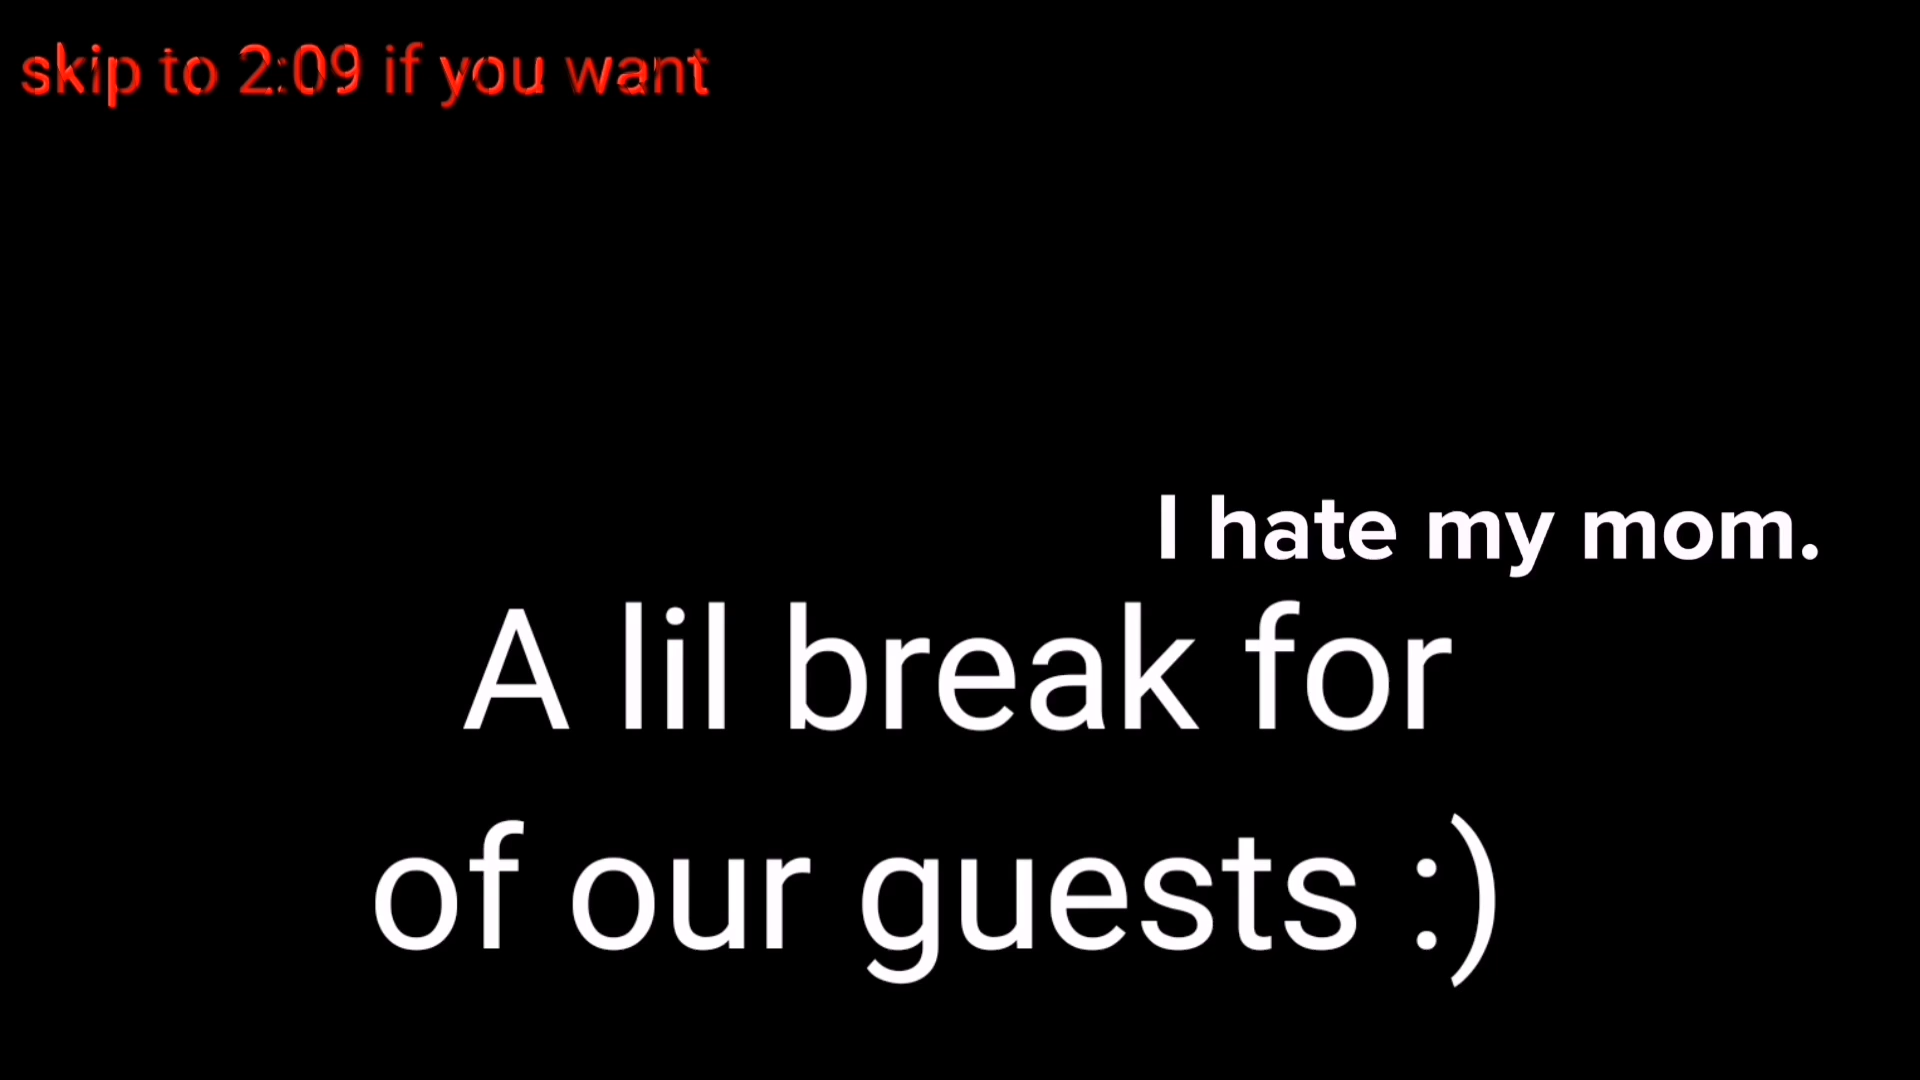 skip to 2:09 if you want
I hate my mom.
A lil break for
of our guests :)